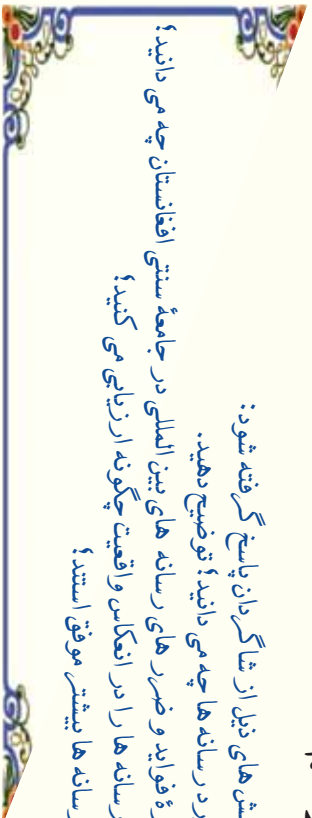 های ذیل از شاگردان پاسخ گرفته شود:
رسانه ها چه می دانید؟ توضیح دهید.
فواید و ضرر های رسانه های بین المللی در جامعهٔ سنتی افغانستان چه می دانید؟
رسانه ها را در انعکاس واقعیت چگونه ارزیابی می کنید؟
رسانه ها بیشتر موفق استند؟